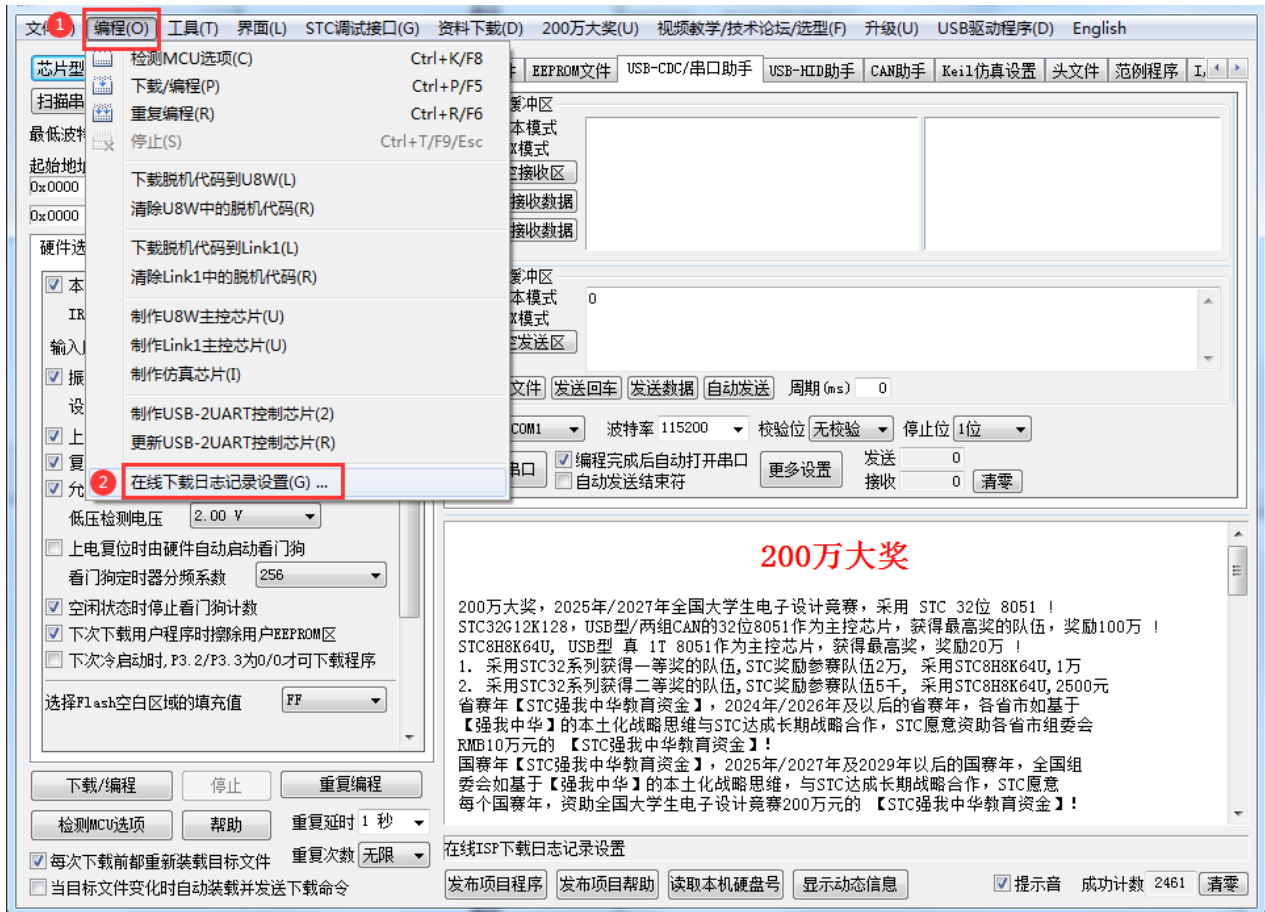 文件 1 编程(O) 工具(T) 界面(L) STC调试接口(G) 资料下载(D) 200万大奖(U) 视频教学/技术论坛/选型(F) 升级(U) USB驱动程序(D) English
芯片型
扫描串
最低波特
起始地址
0x0000
0x0000
硬件选
检测MCU选项(C) Ctrl+K/F8
下载/编程(P) Ctrl+P/F5
重复编程(R) Ctrl+R/F6
停止(S) Ctrl+T/F9/Esc
下载脱机代码到U8W(L)
清除U8W中的脱机代码(R)
下载脱机代码到Link1(L)
清除Link1中的脱机代码(R)
制作U8W主控芯片(U)
制作Link1主控芯片(U)
制作仿真芯片(I)
制作USB-2UART控制芯片(2)
更新USB-2UART控制芯片(R)
2 在线下载日志记录设置(G) ...
EEPROM文件 USB-CDC/串口助手 USB-HID助手 CAN助手 Keil仿真设置 头文件 范例程序 I/
缓冲区
本模式
X模式
空接收区
接收数据
接收数据
缓冲区
本模式
X模式
空发送区
0
文件 发送回车 发送数据 自动发送 周期(ms) 0
COM1 波特率 115200 校验位 无校验 停止位 1位
串口 编程完成后自动打开串口 更多设置 发送 0
自动发送结束符 接收 0 清零
本
IR
输入
振
设
上
复
允
低压检测电压 2.00 V
上电复位时由硬件自动启动看门狗
看门狗定时器分频系数 256
空闲状态时停止看门狗计数
下次下载用户程序时擦除用户EEPROM区
下次冷启动时,P3.2/P3.3为0/0才可下载程序
选择Flash空白区域的填充值 FF
下载/编程 停止 重复编程
检测MCU选项 帮助 重复延时 1 秒
每次下载前都重新装载目标文件 重复次数 无限
当目标文件变化时自动装载并发送下载命令
200万大奖
200万大奖，2025年/2027年全国大学生电子设计竞赛，采用 STC 32位 8051 !
STC32G12K128，USB型/两组CAN的32位8051作为主控芯片，获得最高奖的队伍，奖励100万 !
STC8H8K64U, USB型 真 1T 8051作为主控芯片，获得最高奖，奖励20万 !
1. 采用STC32系列获得一等奖的队伍,STC奖励参赛队伍2万, 采用STC8H8K64U,1万
2. 采用STC32系列获得二等奖的队伍,STC奖励参赛队伍5千, 采用STC8H8K64U,2500元
省赛年【STC强我中华教育资金】，2024年/2026年及以后的省赛年，各省市如基于
【强我中华】的本土化战略思维与STC达成长期战略合作，STC愿意资助各省市组委会
RMB10万元的 【STC强我中华教育资金】!
国赛年【STC强我中华教育资金】，2025年/2027年及2029年以后的国赛年，全国组
委会如基于【强我中华】的本土化战略思维，与STC达成长期战略合作，STC愿意
每个国赛年，资助全国大学生电子设计竞赛200万元的 【STC强我中华教育资金】!
在线ISP下载日志记录设置
发布项目程序 发布项目帮助 读取本机硬盘号 显示动态信息 提示音 成功计数 2461 清零